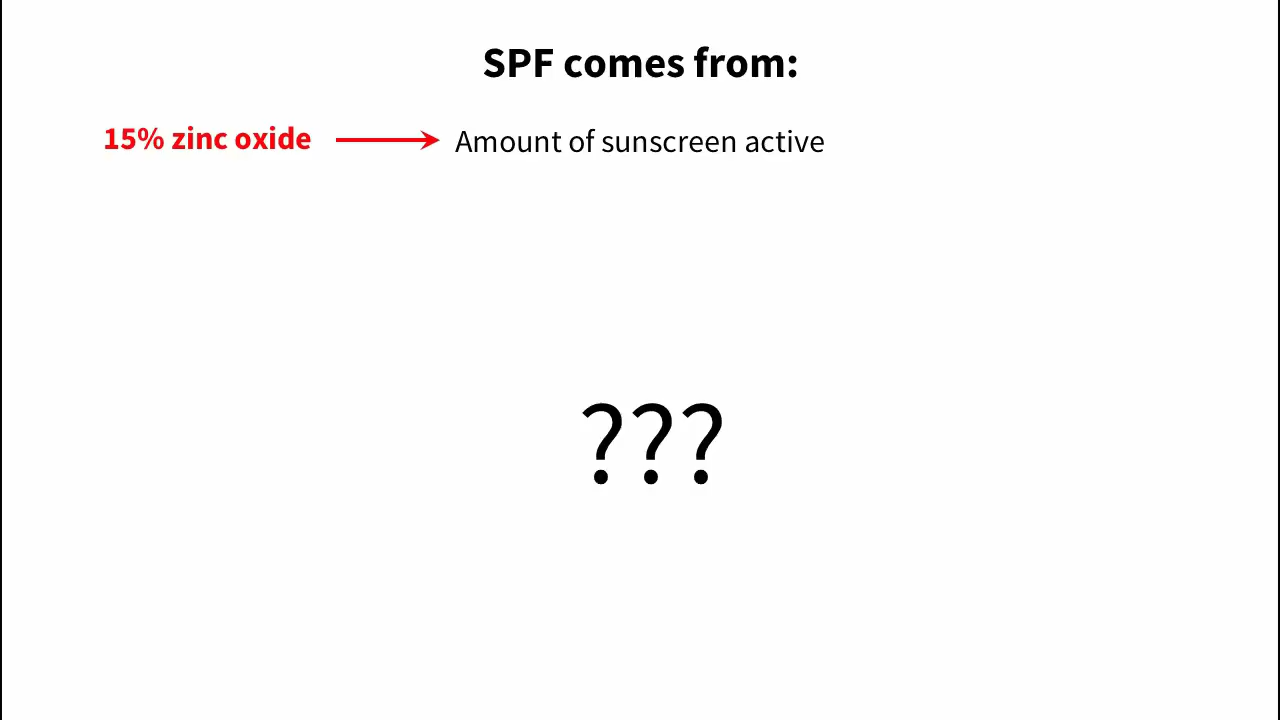 SPF comes from:
15% zinc oxide Amount of sunscreen active
???